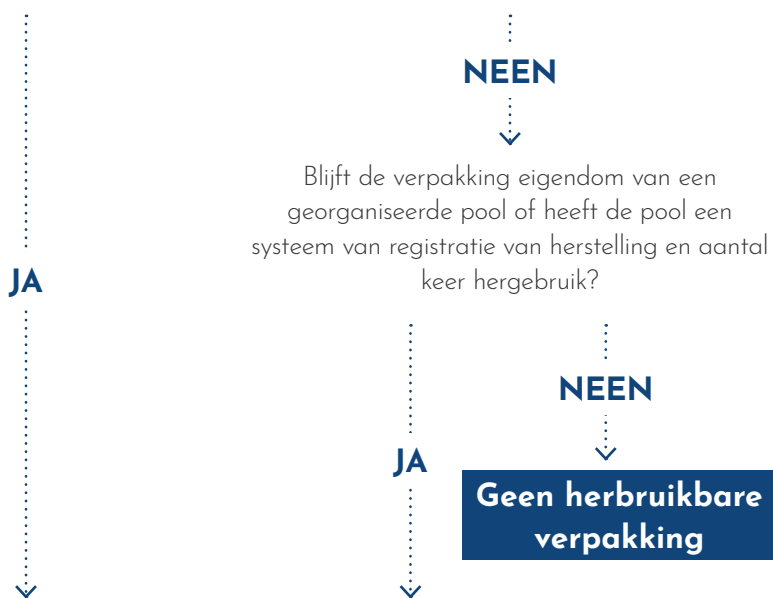 NEEN
Blijft de verpakking eigendom van een
georganiseerde pool of heeft de pool een
systeem van registratie van herstelling en aantal
keer hergebruik?
JA
NEEN
JA
Geen herbruikbare
verpakking